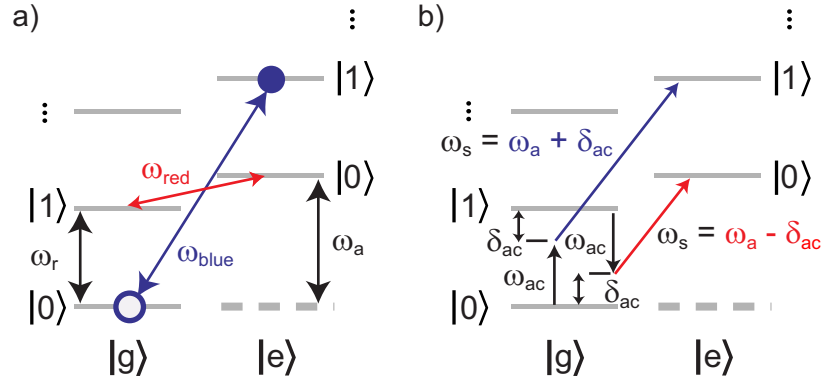 a)
⋮
|1⟩
⋮
ω_red
|0⟩
|1⟩
ω_r
ω_blue
ω_a
|0⟩
|g⟩ |e⟩
b)
⋮
|1⟩
⋮
ω_s = ω_a + δ_ac
|0⟩
|1⟩
δ_ac ω_ac
ω_s = ω_a - δ_ac
ω_ac
δ_ac
|0⟩
|g⟩ |e⟩